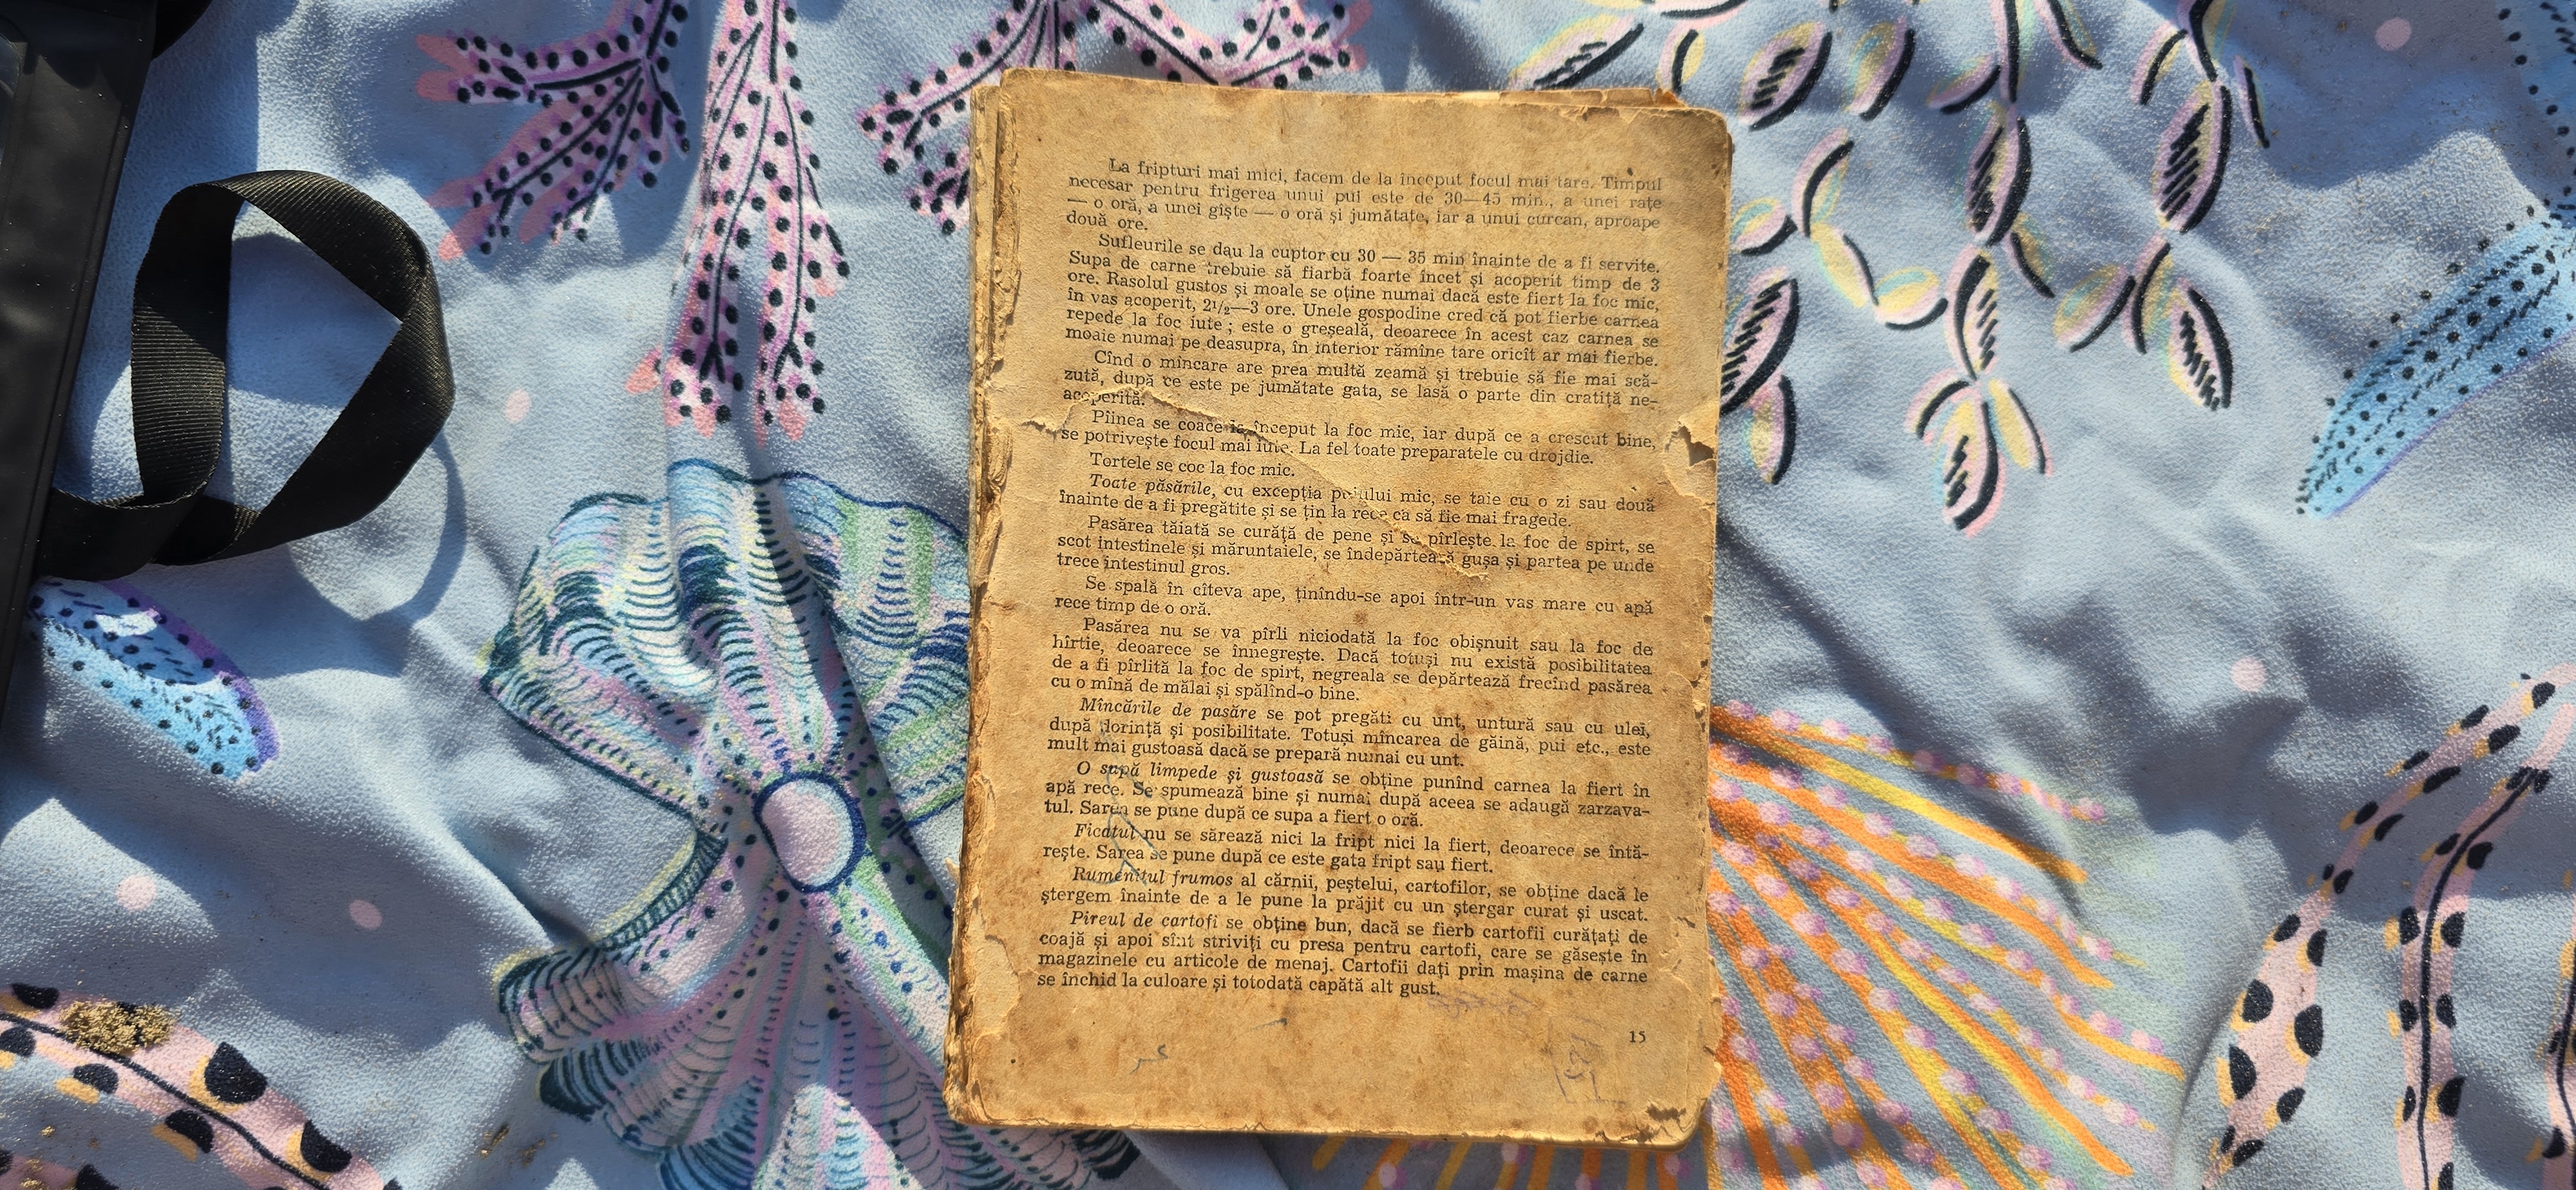 La fripturi mai mici, facem de la început focul mai tare. Timpul
necesar pentru frigerea unui pui este de 30—45 min., a unei rațe
— o oră, a unei gîște — o oră și jumătate, iar a unui curcan, aproape
două ore.
Sufleurile se dau la cuptor cu 30 — 35 min înainte de a fi servite.
Supa de carne trebuie să fiarbă foarte încet și acoperit timp de 3
ore. Rasolul gustos și moale se oține numai dacă este fiert la foc mic,
în vas acoperit, 2 1/2—3 ore. Unele gospodine cred că pot fierbe carnea
repede la foc iute ; este o greșeală, deoarece în acest caz carnea se
moaie numai pe deasupra, în interior rămîne tare oricît ar mai fierbe.
Cînd o mîncare are prea multă zeamă și trebuie să fie mai scă-
zută, după ce este pe jumătate gata, se lasă o parte din cratiță ne-
acoperită.
Pîinea se coace la început la foc mic, iar după ce a crescut bine,
se potrivește focul mai iute. La fel toate preparatele cu drojdie.
Tortele se coc la foc mic.
Toate păsările, cu excepția puiului mic, se taie cu o zi sau două
înainte de a fi pregătite și se țin la rece ca să fie mai fragede.
Pasărea tăiată se curăță de pene și se pîrlește la foc de spirt, se
scot intestinele și măruntaiele, se îndepărtează gușa și partea pe unde
trece intestinul gros.
Se spală în cîteva ape, ținîndu-se apoi într-un vas mare cu apă
rece timp de o oră.
Pasărea nu se va pîrli niciodată la foc obișnuit sau la foc de
hîrtie, deoarece se înnegrește. Dacă totuși nu există posibilitatea
de a fi pîrlită la foc de spirt, negreala se depărtează frecînd pasărea
cu o mînă de mălai și spălînd-o bine.
Mîncările de pasăre se pot pregăti cu unt, untură sau cu ulei,
după dorință și posibilitate. Totuși mîncarea de găină, pui etc., este
mult mai gustoasă dacă se prepară numai cu unt.
O supă limpede și gustoasă se obține punînd carnea la fiert în
apă rece. Se spumează bine și numai după aceea se adaugă zarzava-
tul. Sarea se pune după ce supa a fiert o oră.
Ficatul nu se sărează nici la fript nici la fiert, deoarece se întă-
rește. Sarea se pune după ce este gata fript sau fiert.
Rumenitul frumos al cărnii, peștelui, cartofilor, se obține dacă le
ștergem înainte de a le pune la prăjit cu un ștergar curat și uscat.
Pireul de cartofi se obține bun, dacă se fierb cartofii curățați de
coajă și apoi sînt striviți cu presa pentru cartofi, care se găsește în
magazinele cu articole de menaj. Cartofii dați prin mașina de carne
se închid la culoare și totodată capătă alt gust.
15